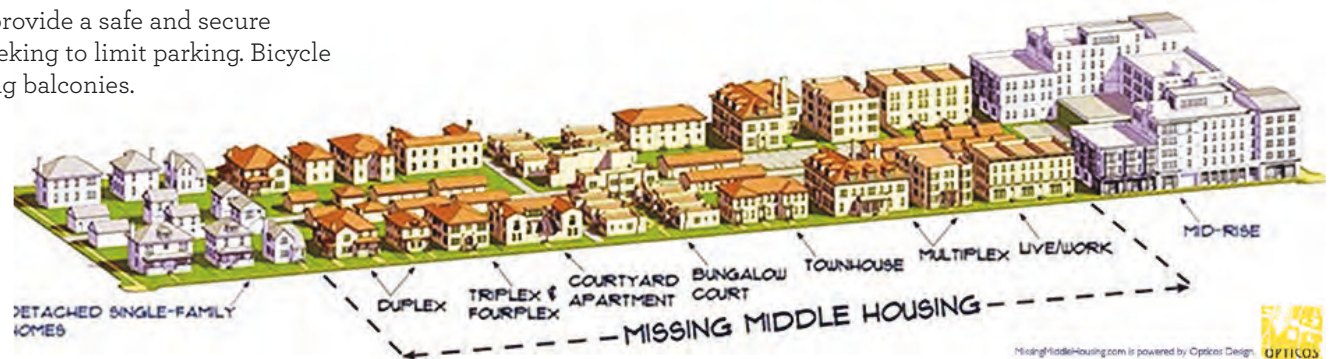 provide a safe and secure
eking to limit parking. Bicycle
g balconies.
DETACHED SINGLE-FAMILY
HOMES
DUPLEX
TRIPLEX &
FOURPLEX
COURTYARD
APARTMENT
BUNGALOW
COURT
TOWNHOUSE
MULTIPLEX
LIVE/WORK
MID-RISE
MISSING MIDDLE HOUSING
MissingMiddleHousing.com is powered by Opticos Design.
OPTICOS